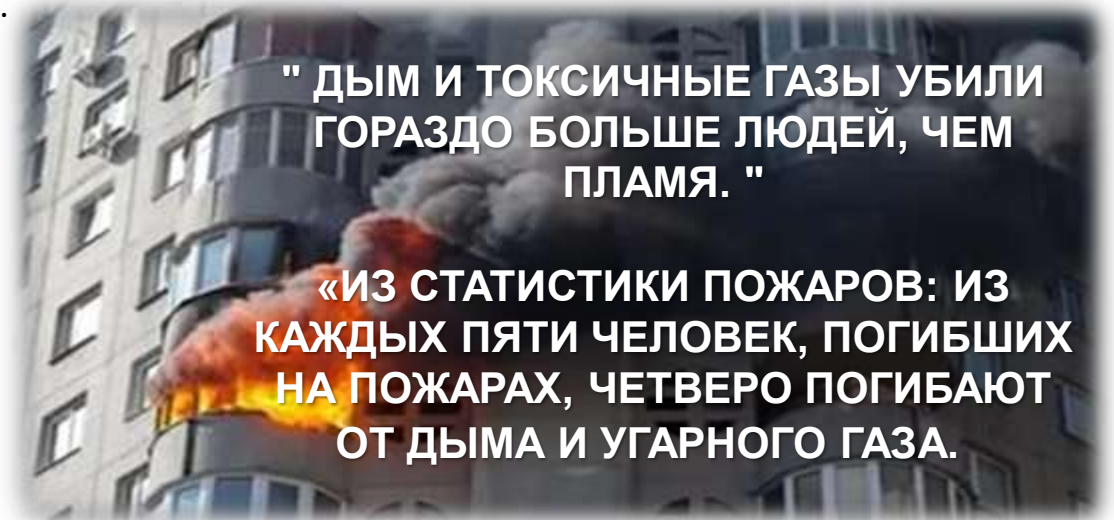 .
" ДЫМ И ТОКСИЧНЫЕ ГАЗЫ УБИЛИ
ГОРАЗДО БОЛЬШЕ ЛЮДЕЙ, ЧЕМ
ПЛАМЯ. "
«ИЗ СТАТИСТИКИ ПОЖАРОВ: ИЗ
КАЖДЫХ ПЯТИ ЧЕЛОВЕК, ПОГИБШИХ
НА ПОЖАРАХ, ЧЕТВЕРО ПОГИБАЮТ
ОТ ДЫМА И УГАРНОГО ГАЗА.